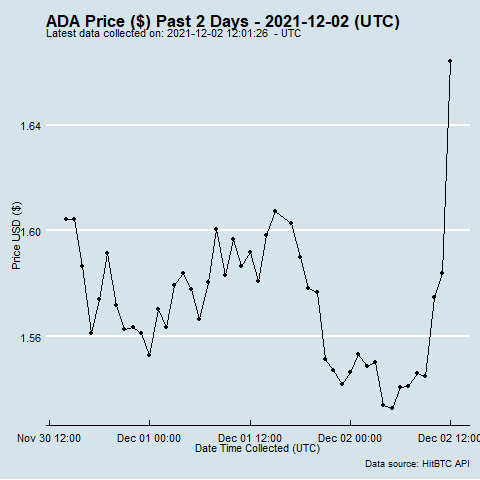 ADA Price ($) Past 2 Days - 2021-12-02 (UTC)
Latest data collected on: 2021-12-02 12:01:26 - UTC
1.64
1.60
1.56
Price USD ($)
Nov 30 12:00 Dec 01 00:00 Dec 01 12:00 Dec 02 00:00 Dec 02 12:00
Date Time Collected (UTC)
Data source: HitBTC API